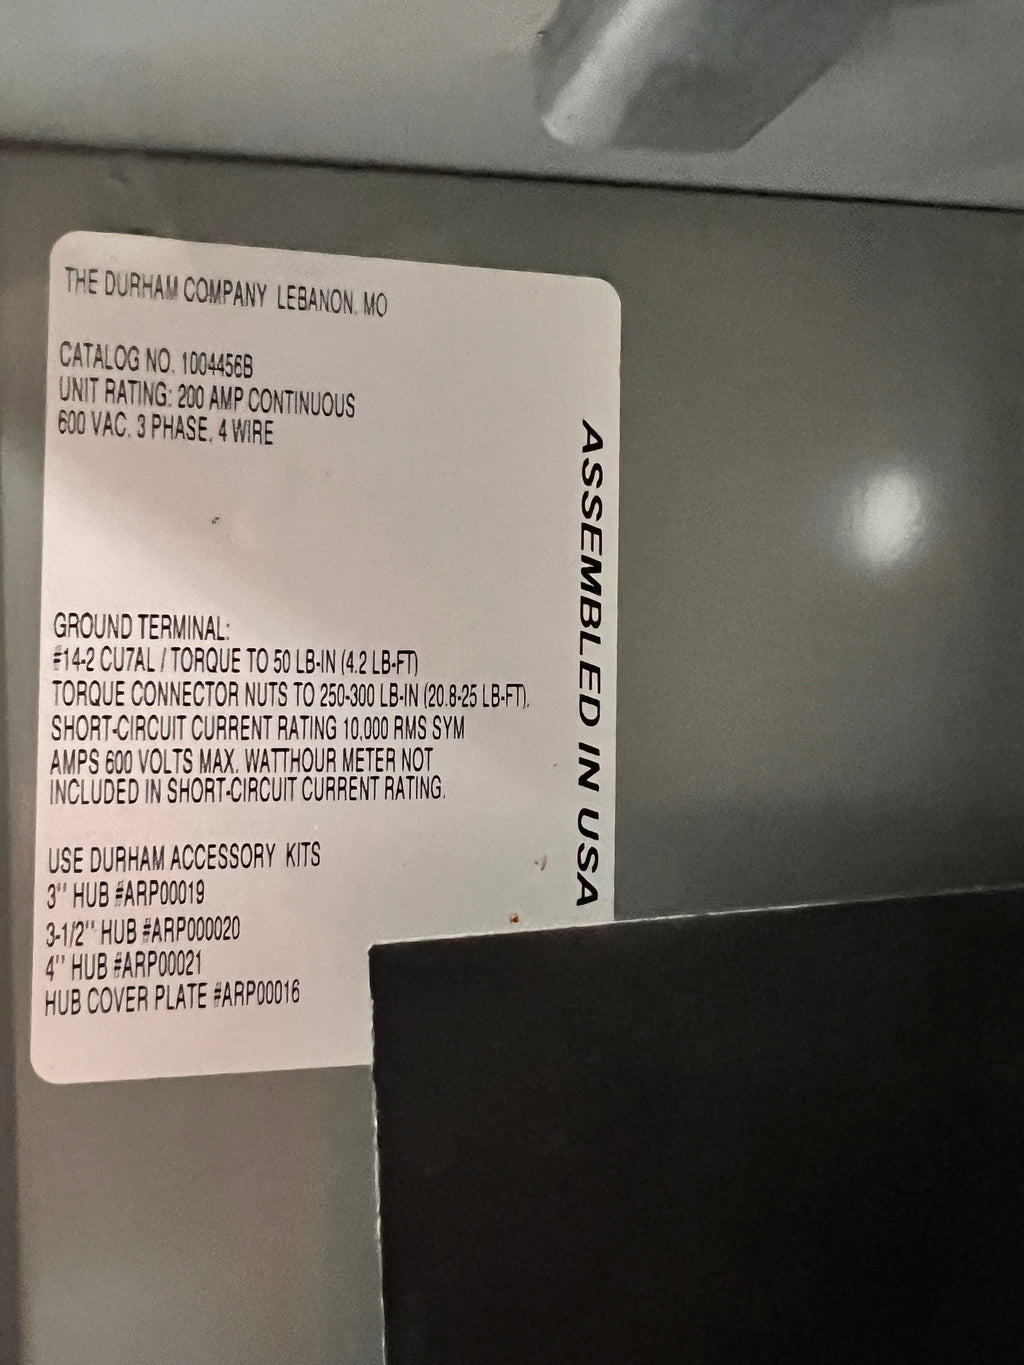 THE DURHAM COMPANY LEBANON, MO
CATALOG NO. 1004456B
UNIT RATING: 200 AMP CONTINUOUS
600 VAC, 3 PHASE, 4 WIRE
GROUND TERMINAL:
#14-2 CU7AL / TORQUE TO 50 LB-IN (4.2 LB-FT)
TORQUE CONNECTOR NUTS TO 250-300 LB-IN (20.8-25 LB-FT).
SHORT-CIRCUIT CURRENT RATING 10,000 RMS SYM
AMPS 600 VOLTS MAX. WATTHOUR METER NOT
INCLUDED IN SHORT-CIRCUIT CURRENT RATING.
USE DURHAM ACCESSORY KITS
3'' HUB #ARP00019
3-1/2'' HUB #ARP000020
4'' HUB #ARP00021
HUB COVER PLATE #ARP00016
ASSEMBLED IN USA